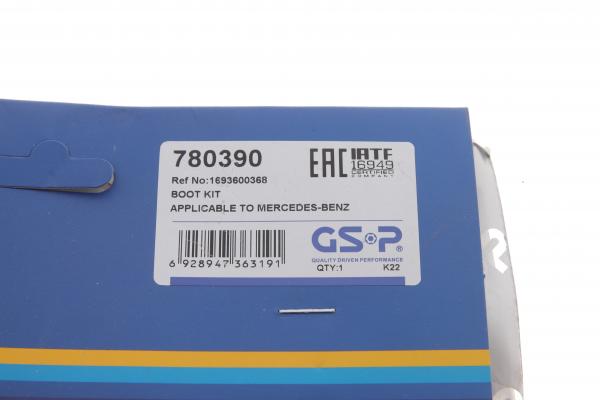 780390
Ref No:1693600368
BOOT KIT
APPLICABLE TO MERCEDES-BENZ
6 928947 363191
EAC
IATF
16949
CERTIFIED
COMPANY
GSP®
QUALITY DRIVEN PERFORMANCE
QTY:1 K22